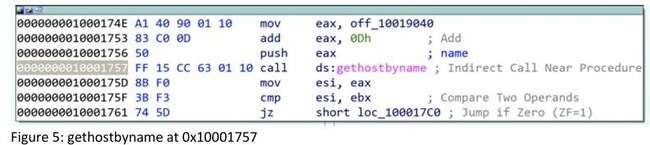 000000001000174E A1 40 90 01 10 mov eax, off_10019040
0000000010001753 83 C0 0D add eax, 0Dh ; Add
0000000010001756 50 push eax ; name
0000000010001757 FF 15 CC 63 01 10 call ds:gethostbyname ; Indirect Call Near Procedure
000000001000175D 8B F0 mov esi, eax
000000001000175F 3B F3 cmp esi, ebx ; Compare Two Operands
0000000010001761 74 5D jz short loc_100017C0 ; Jump if Zero (ZF=1)
Figure 5: gethostbyname at 0x10001757